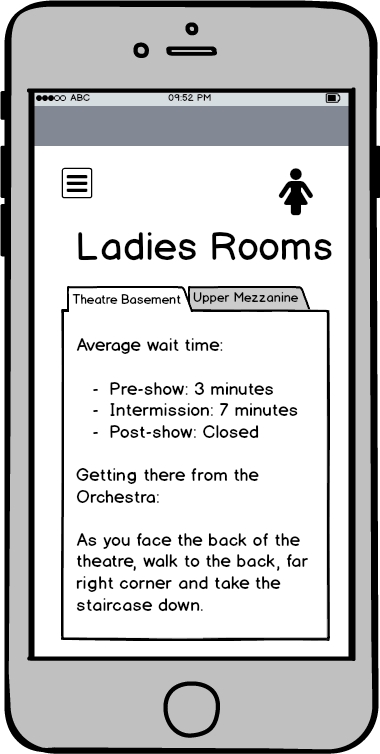 ABC 09:52 PM
Ladies Rooms
Theatre Basement Upper Mezzanine
Average wait time:
- Pre-show: 3 minutes
- Intermission: 7 minutes
- Post-show: Closed
Getting there from the
Orchestra:
As you face the back of the
theatre, walk to the back, far
right corner and take the
staircase down.